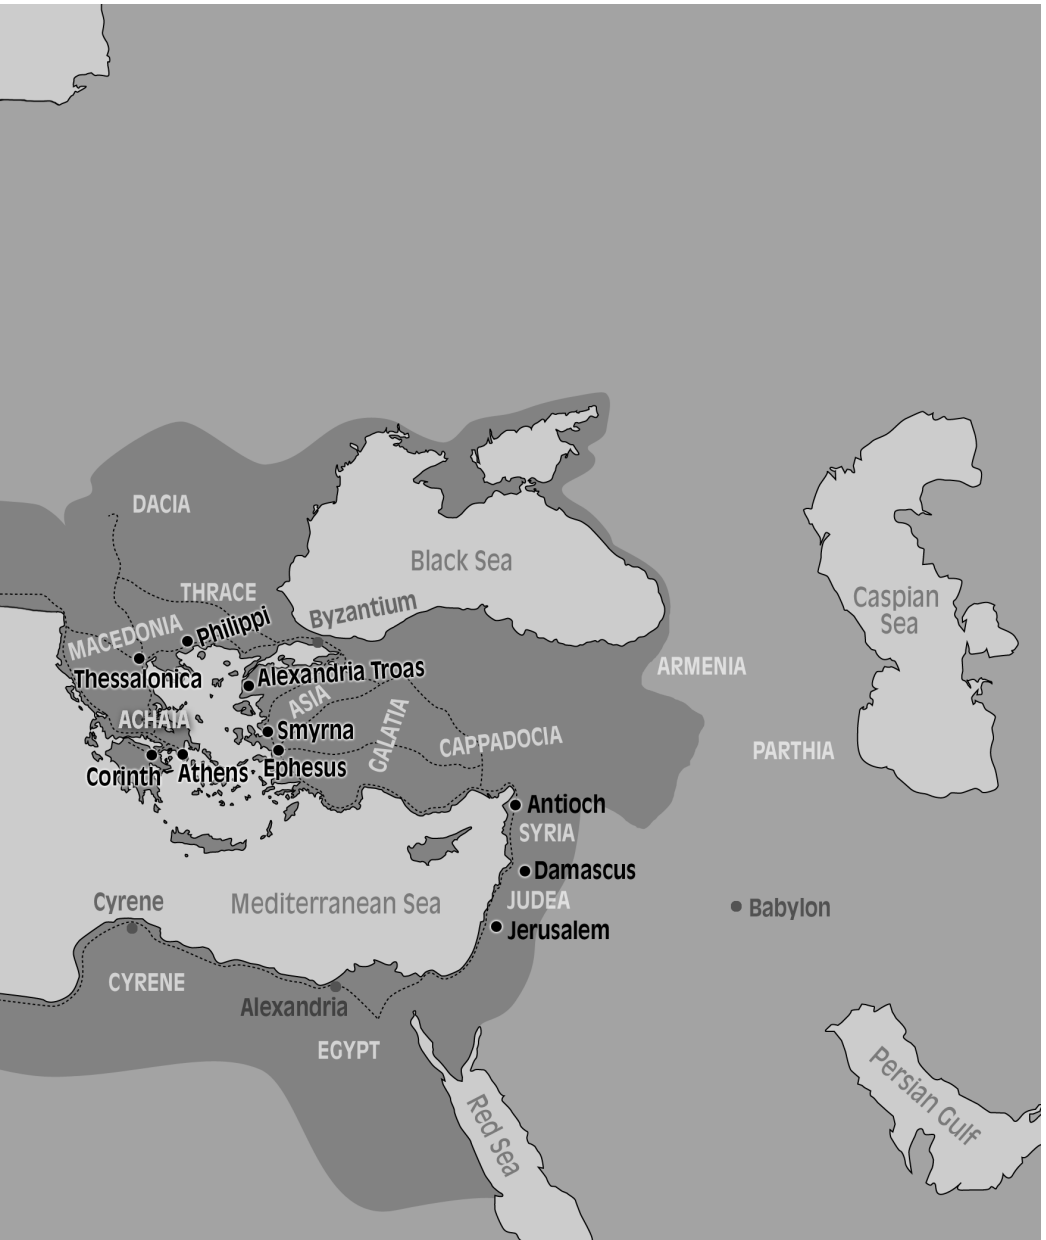 DACIA
Black Sea
THRACE
Byzantium
Caspian
Sea
MACEDONIA
Philippi
ARMENIA
Thessalonica
Alexandria Troas
ASIA
ACHAIA
Smyrna
GALATIA
CAPPADOCIA
PARTHIA
Corinth
Athens
Ephesus
Antioch
SYRIA
Damascus
Cyrene
Mediterranean Sea
JUDEA
Babylon
Jerusalem
CYRENE
Alexandria
EGYPT
Persian Gulf
Red Sea